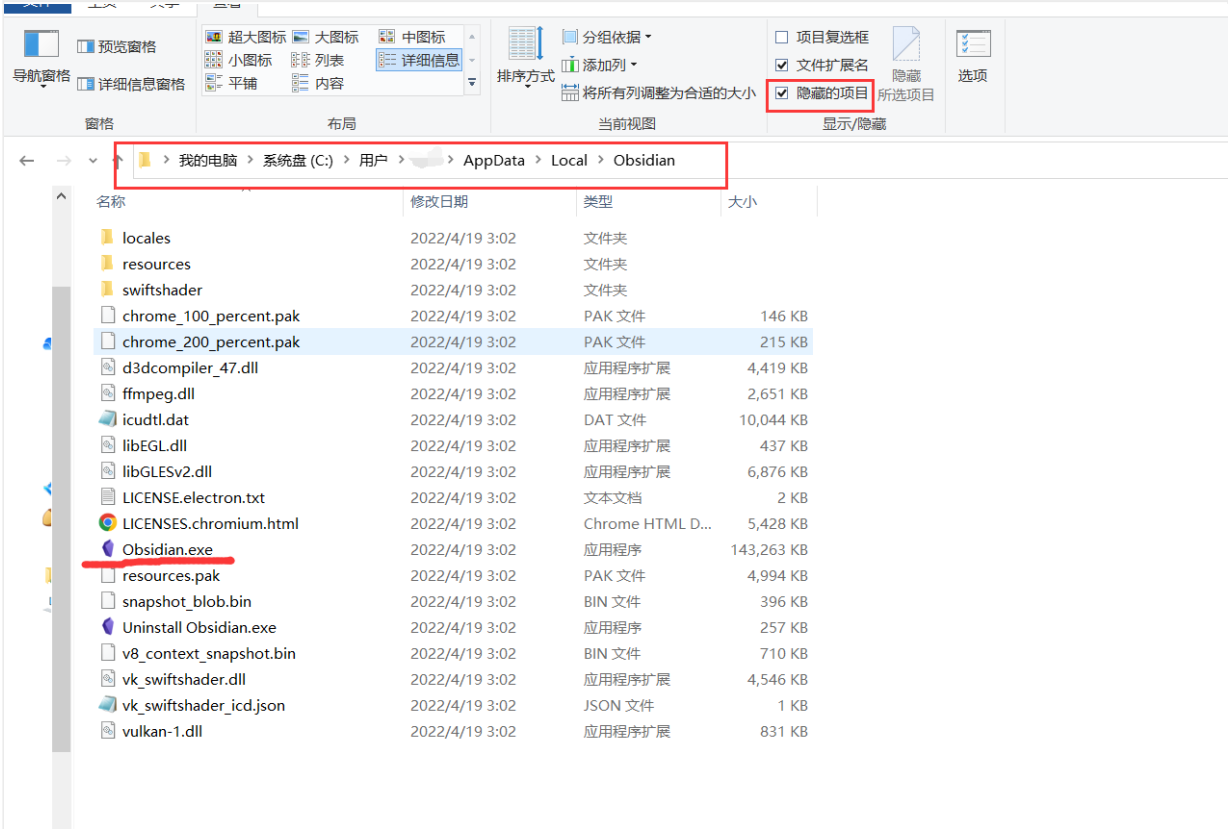 文件 主页 共享 查看
预览窗格 超大图标 大图标 中图标 分组依据 项目复选框
导航窗格 小图标 列表 详细信息 排序方式 添加列 文件扩展名 隐藏 选项
详细信息窗格 平铺 内容 将所有列调整为合适的大小 隐藏的项目 所选项目
窗格 布局 当前视图 显示/隐藏
我的电脑 系统盘 (C:) 用户 AppData Local Obsidian
名称 修改日期 类型 大小
locales 2022/4/19 3:02 文件夹
resources 2022/4/19 3:02 文件夹
swiftshader 2022/4/19 3:02 文件夹
chrome_100_percent.pak 2022/4/19 3:02 PAK 文件 146 KB
chrome_200_percent.pak 2022/4/19 3:02 PAK 文件 215 KB
d3dcompiler_47.dll 2022/4/19 3:02 应用程序扩展 4,419 KB
ffmpeg.dll 2022/4/19 3:02 应用程序扩展 2,651 KB
icudtl.dat 2022/4/19 3:02 DAT 文件 10,044 KB
libEGL.dll 2022/4/19 3:02 应用程序扩展 437 KB
libGLESv2.dll 2022/4/19 3:02 应用程序扩展 6,876 KB
LICENSE.electron.txt 2022/4/19 3:02 文本文档 2 KB
LICENSES.chromium.html 2022/4/19 3:02 Chrome HTML D... 5,428 KB
Obsidian.exe 2022/4/19 3:02 应用程序 143,263 KB
resources.pak 2022/4/19 3:02 PAK 文件 4,994 KB
snapshot_blob.bin 2022/4/19 3:02 BIN 文件 396 KB
Uninstall Obsidian.exe 2022/4/19 3:02 应用程序 257 KB
v8_context_snapshot.bin 2022/4/19 3:02 BIN 文件 710 KB
vk_swiftshader.dll 2022/4/19 3:02 应用程序扩展 4,546 KB
vk_swiftshader_icd.json 2022/4/19 3:02 JSON 文件 1 KB
vulkan-1.dll 2022/4/19 3:02 应用程序扩展 831 KB